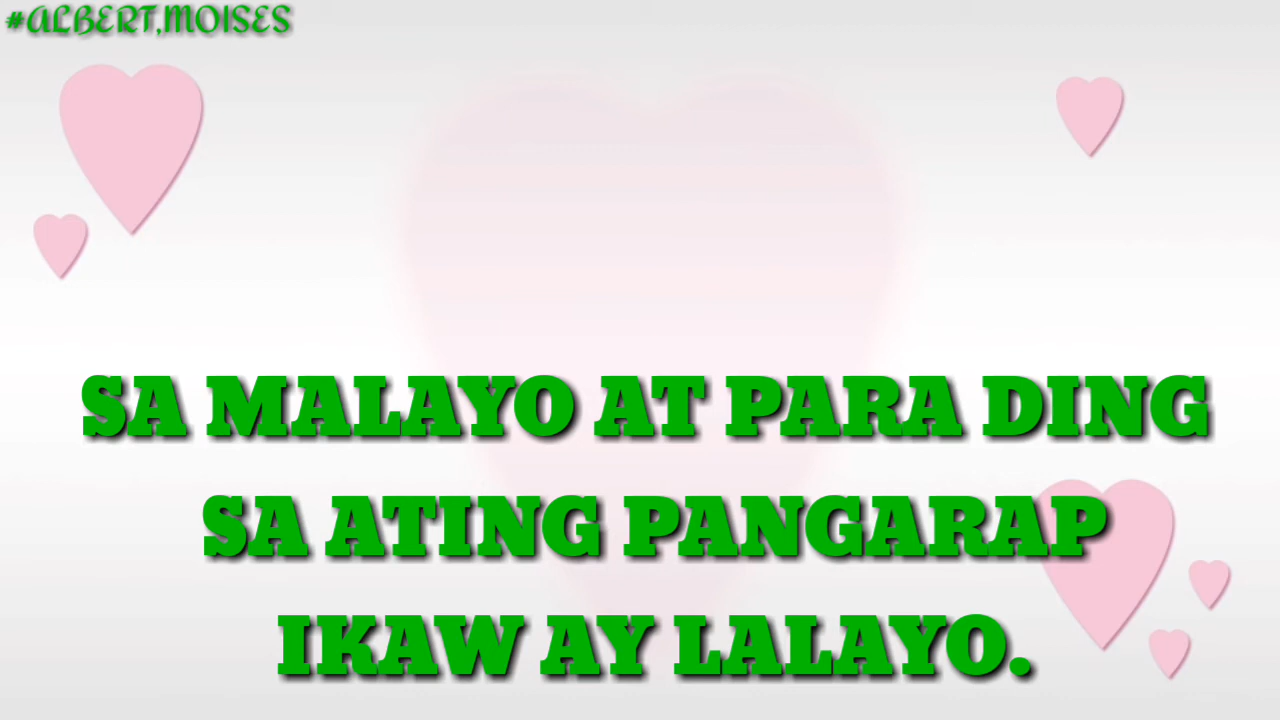 #ALBERT,MOISES
SA MALAYO AT PARA DING
SA ATING PANGARAP
IKAW AY LALAYO.